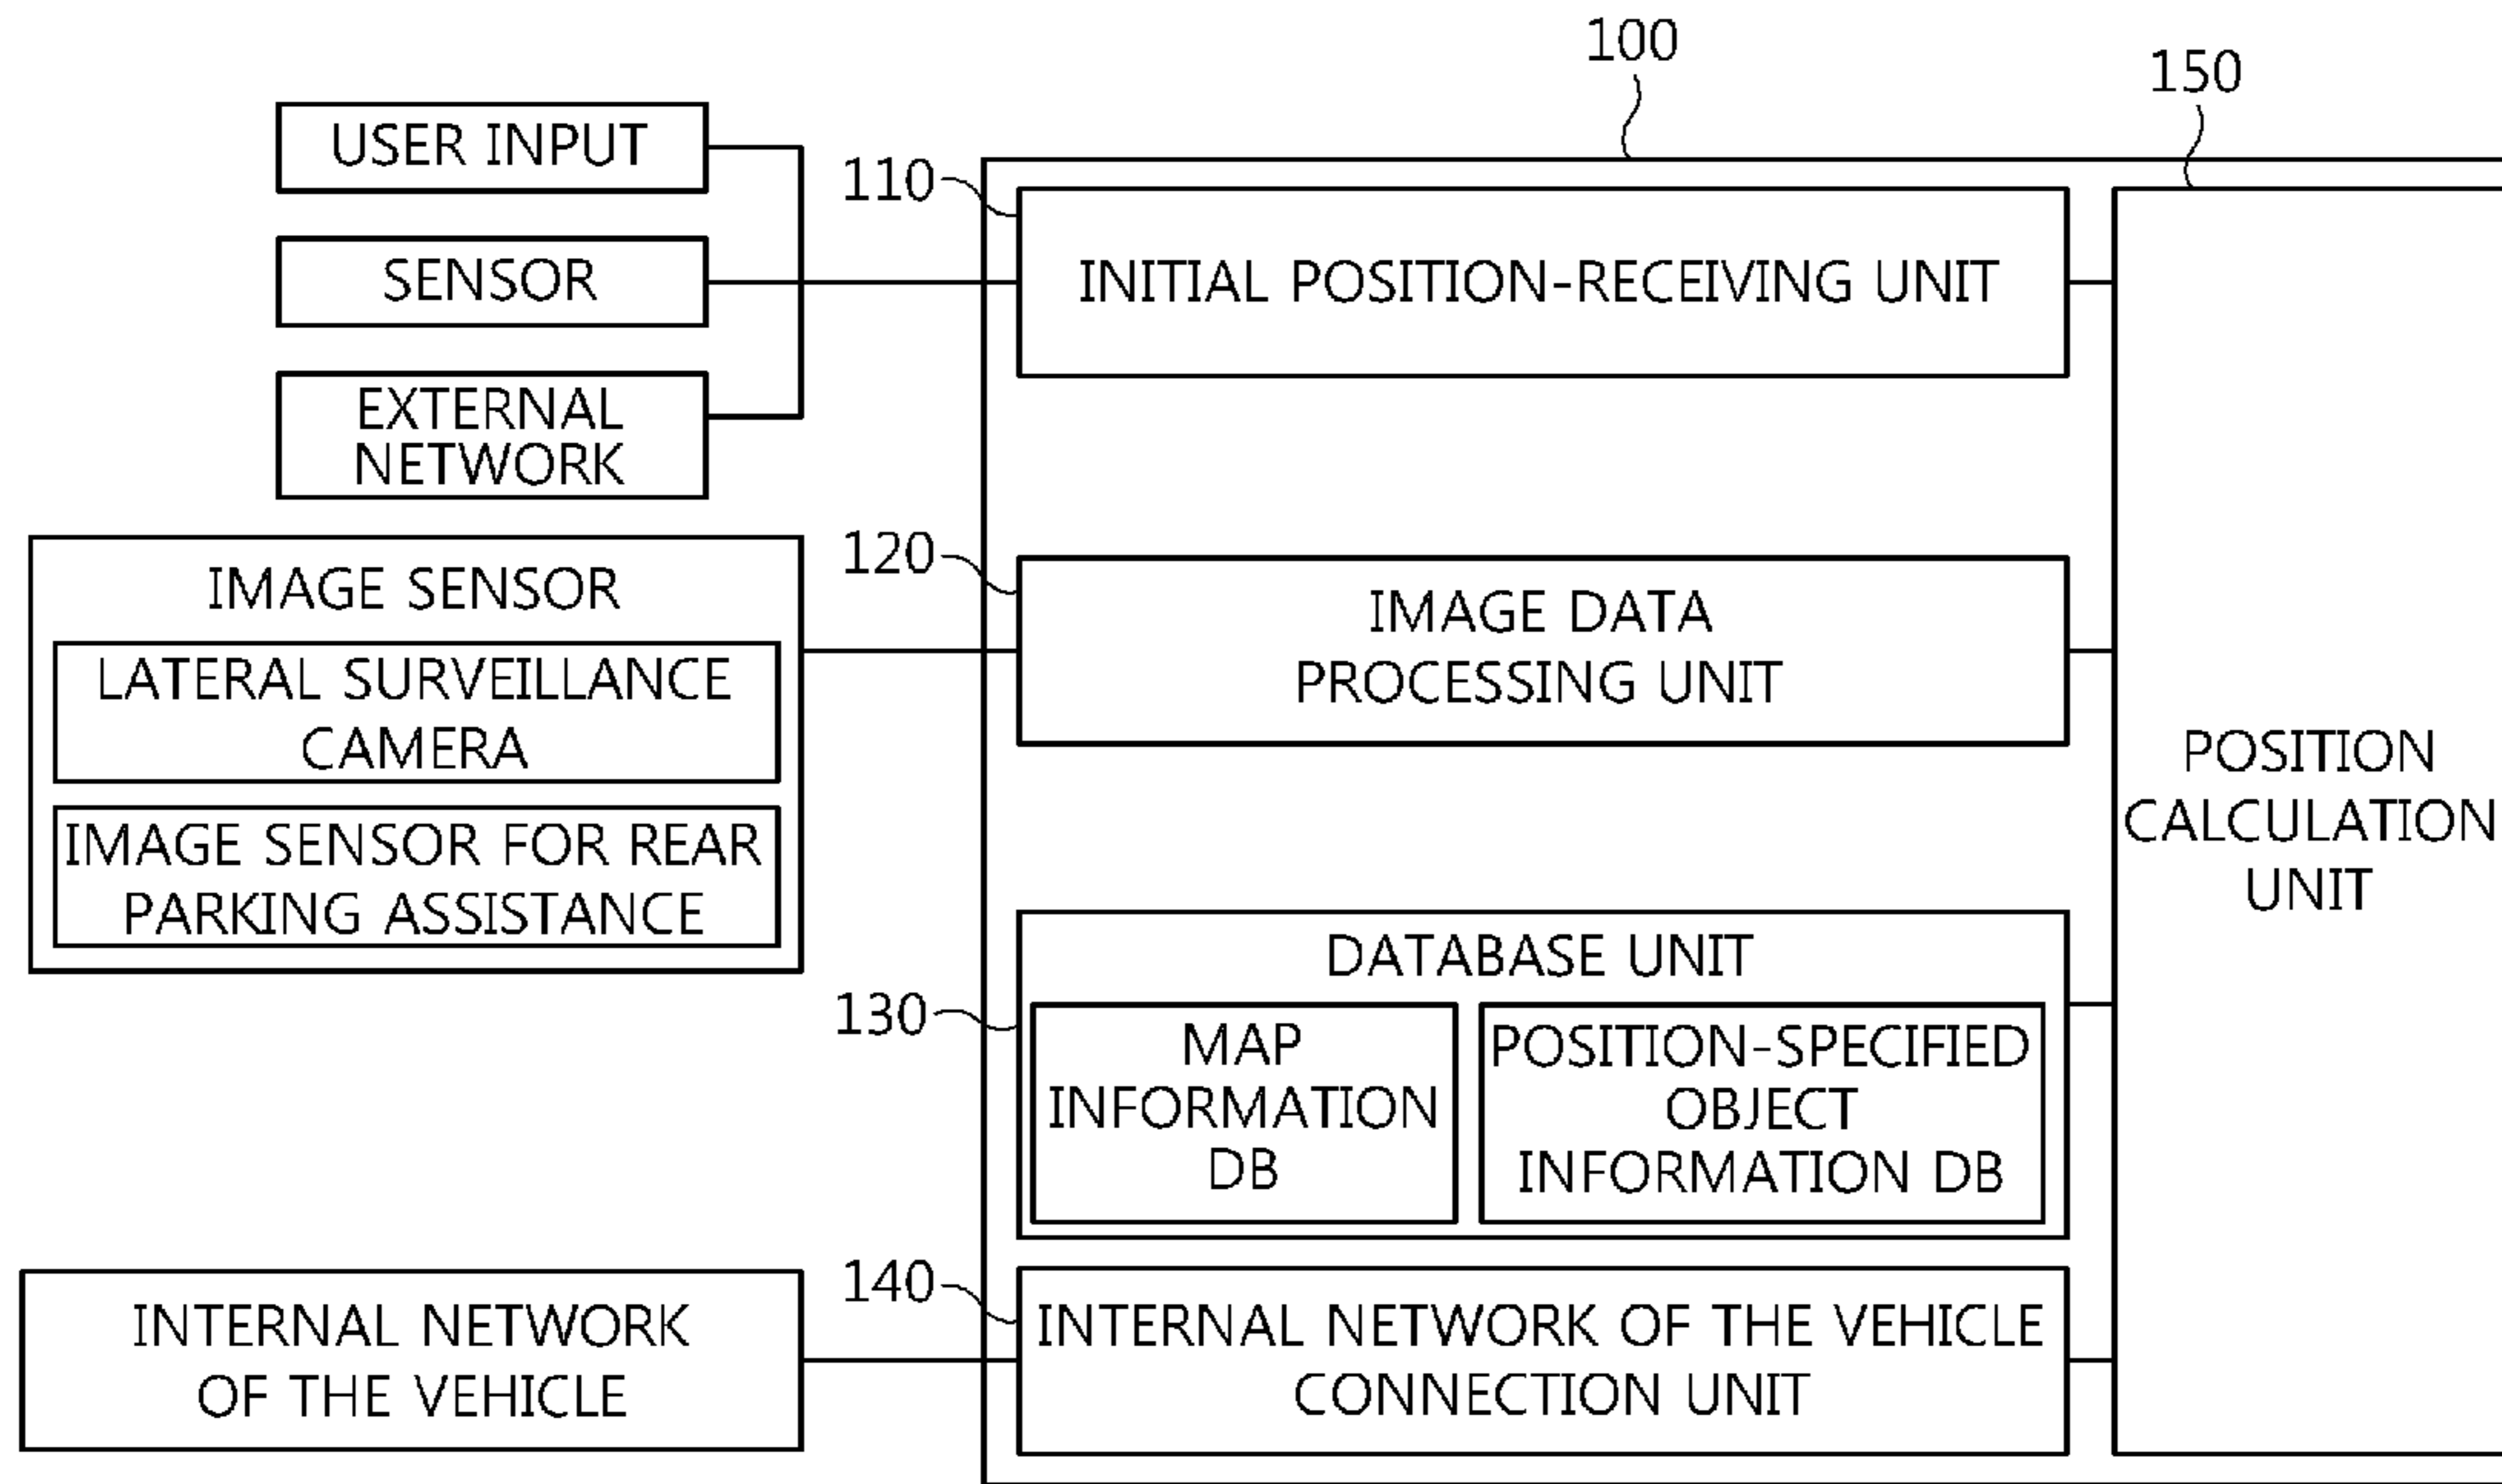 100
150
USER INPUT
110
SENSOR
INITIAL POSITION-RECEIVING UNIT
EXTERNAL
NETWORK
120
IMAGE SENSOR
IMAGE DATA
PROCESSING UNIT
LATERAL SURVEILLANCE
CAMERA
IMAGE SENSOR FOR REAR
PARKING ASSISTANCE
POSITION
CALCULATION
UNIT
DATABASE UNIT
130
MAP
INFORMATION
DB
POSITION-SPECIFIED
OBJECT
INFORMATION DB
140
INTERNAL NETWORK
OF THE VEHICLE
INTERNAL NETWORK OF THE VEHICLE
CONNECTION UNIT